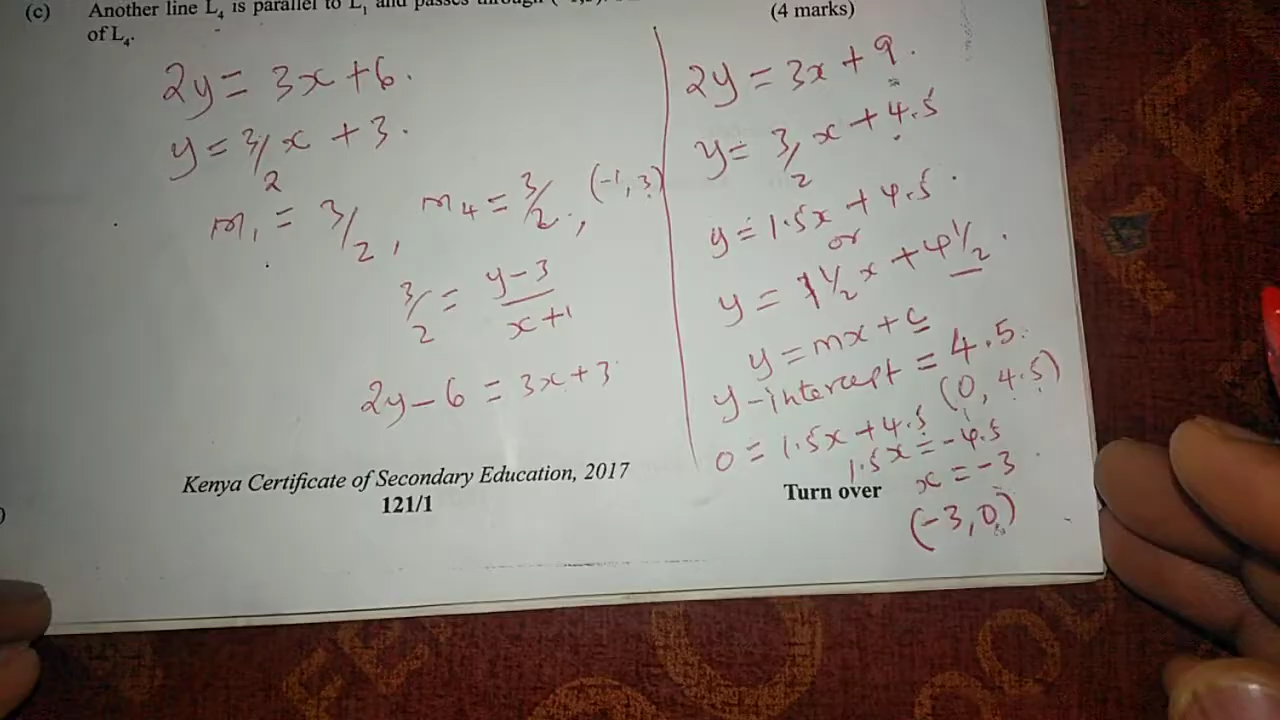 (c) Another line L4 is parallel to L1 and passes through
(4 marks)
of L4.
2y = 3x + 6.
y = 3/2 x + 3.
m1 = 3/2, m4 = 3/2, (-1, 3)
3/2 = y-3/x+1
2y - 6 = 3x + 3
2y = 3x + 9.
y = 3/2 x + 4.5
y = 1.5x + 4.5.
or
y = 1 1/2 x + 4 1/2.
y = mx + c
y-intercept = 4.5.
(0, 4.5)
0 = 1.5x + 4.5
1.5x = -4.5
x = -3
(-3, 0)
Kenya Certificate of Secondary Education, 2017
121/1
Turn over